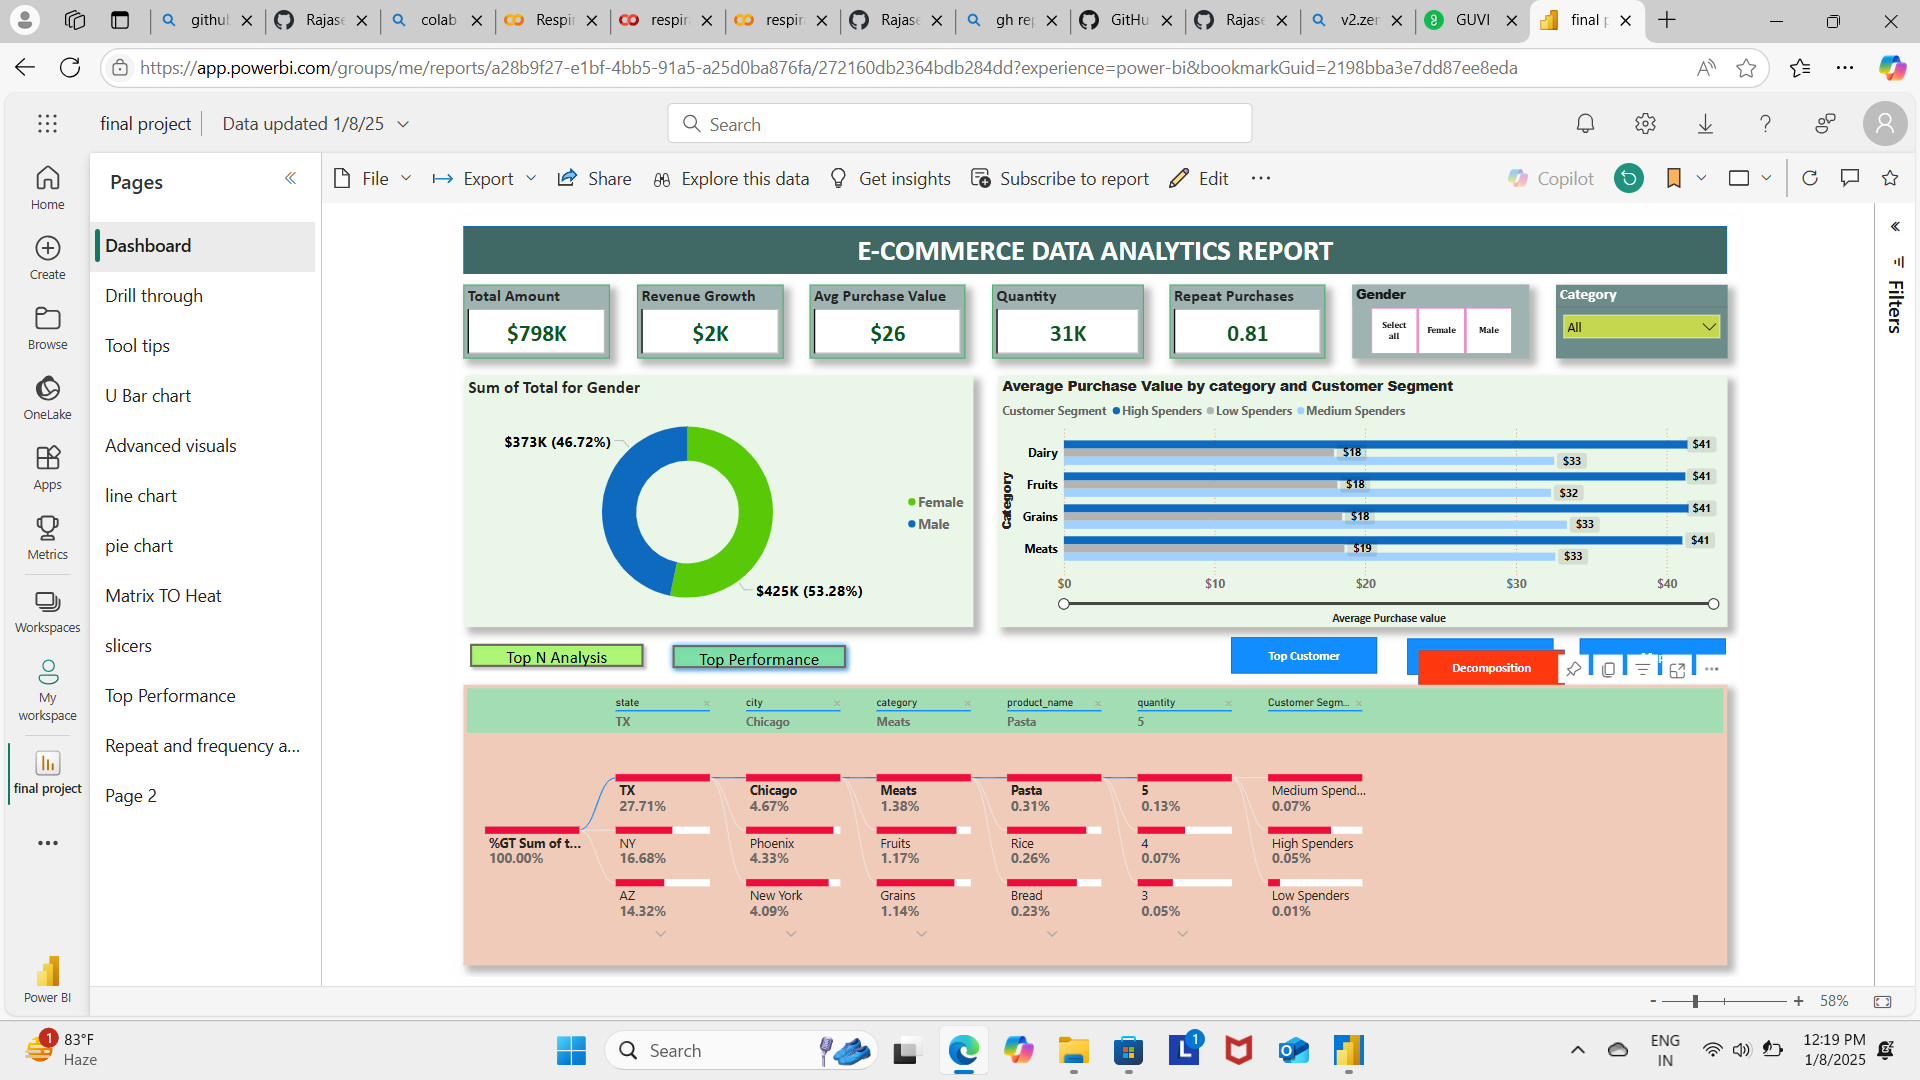 github
Rajase
colab
Respir
respira
respira
Rajase
gh rep
GitHu
Rajase
v2.zen
GUVI
final p
https://app.powerbi.com/groups/me/reports/a28b9f27-e1bf-4bb5-91a5-a25d0ba876fa/272160db2364bdb284dd?experience=power-bi&bookmarkGuid=2198bba3e7dd87ee8eda
final project
Data updated 1/8/25
Search
Home
Create
Browse
OneLake
Apps
Metrics
Workspaces
My
workspace
final project
Power BI
Pages
Dashboard
Drill through
Tool tips
U Bar chart
Advanced visuals
line chart
pie chart
Matrix TO Heat
slicers
Top Performance
Repeat and frequency a...
Page 2
File
Export
Share
Explore this data
Get insights
Subscribe to report
Edit
Copilot
E-COMMERCE DATA ANALYTICS REPORT
Total Amount
$798K
Revenue Growth
$2K
Avg Purchase Value
$26
Quantity
31K
Repeat Purchases
0.81
Gender
Select
all
Female
Male
Category
All
Filters
Sum of Total for Gender
$373K (46.72%)
$425K (53.28%)
Female
Male
Average Purchase Value by category and Customer Segment
Customer Segment
High Spenders
Low Spenders
Medium Spenders
Category
Dairy
$41
$18
$33
Fruits
$41
$18
$32
Grains
$41
$18
$33
Meats
$41
$19
$33
$0
$10
$20
$30
$40
Average Purchase value
Top N Analysis
Top Performance
Top Customer
Decomposition
state
TX
city
Chicago
category
Meats
product_name
Pasta
quantity
5
Customer Segm...
%GT Sum of t...
100.00%
TX
27.71%
NY
16.68%
AZ
14.32%
Chicago
4.67%
Phoenix
4.33%
New York
4.09%
Meats
1.38%
Fruits
1.17%
Grains
1.14%
Pasta
0.31%
Rice
0.26%
Bread
0.23%
5
0.13%
4
0.07%
3
0.05%
Medium Spend...
0.07%
High Spenders
0.05%
Low Spenders
0.01%
- + 58%
1
83°F
Haze
Search
L
1
ENG
IN
12:19 PM
1/8/2025